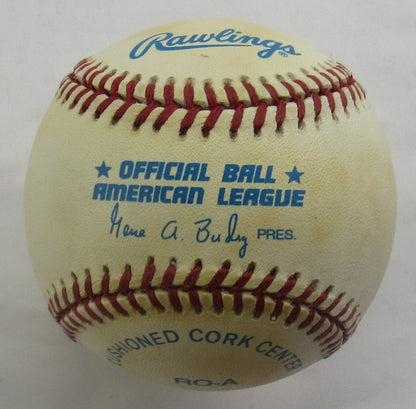 Rawlings®
★ OFFICIAL BALL ★
AMERICAN LEAGUE
Gene A. Budig PRES.
CUSHIONED CORK CENTER
RO-A